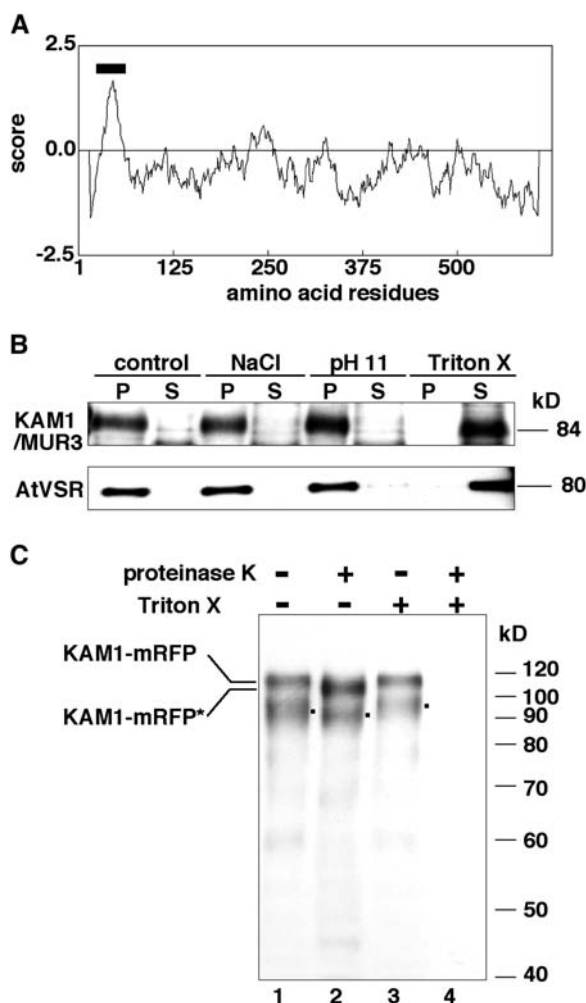 A
2.5
0.0
-2.5
score
1 125 250 375 500
amino acid residues
B
control NaCl pH 11 Triton X
P S P S P S P S
kD
KAM1
/MUR3
84
AtVSR
80
C
proteinase K - + - +
Triton X - - + +
kD
KAM1-mRFP
KAM1-mRFP*
120
100
90
80
70
60
50
40
1 2 3 4